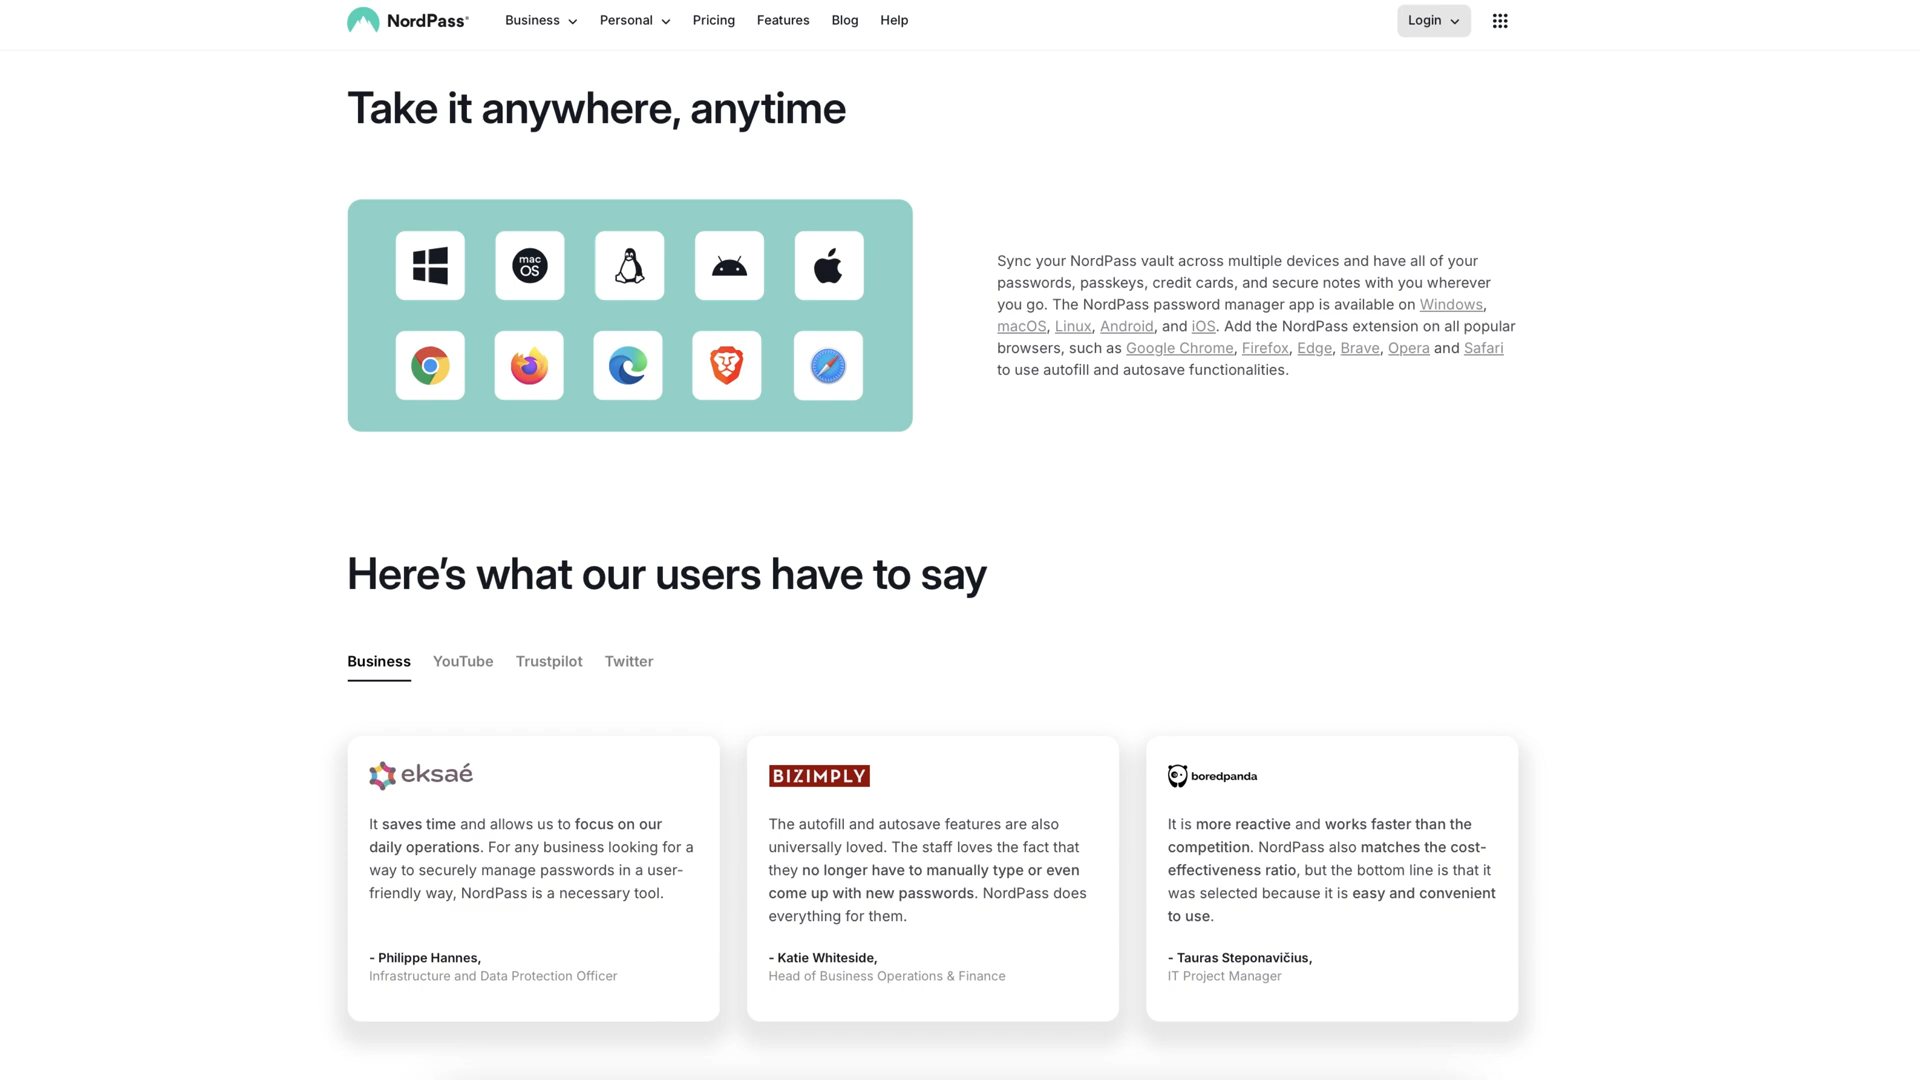 NordPass®
Business
Personal
Pricing
Features
Blog
Help
Login
Take it anywhere, anytime
mac
OS
Sync your NordPass vault across multiple devices and have all of your
passwords, passkeys, credit cards, and secure notes with you wherever
you go. The NordPass password manager app is available on Windows,
macOS, Linux, Android, and iOS. Add the NordPass extension on all popular
browsers, such as Google Chrome, Firefox, Edge, Brave, Opera and Safari
to use autofill and autosave functionalities.
Here’s what our users have to say
Business
YouTube
Trustpilot
Twitter
eksaé
It saves time and allows us to focus on our
daily operations. For any business looking for a
way to securely manage passwords in a user-
friendly way, NordPass is a necessary tool.
- Philippe Hannes,
Infrastructure and Data Protection Officer
BIZIMPLY
The autofill and autosave features are also
universally loved. The staff loves the fact that
they no longer have to manually type or even
come up with new passwords. NordPass does
everything for them.
- Katie Whiteside,
Head of Business Operations & Finance
boredpanda
It is more reactive and works faster than the
competition. NordPass also matches the cost-
effectiveness ratio, but the bottom line is that it
was selected because it is easy and convenient
to use.
- Tauras Steponavičius,
IT Project Manager